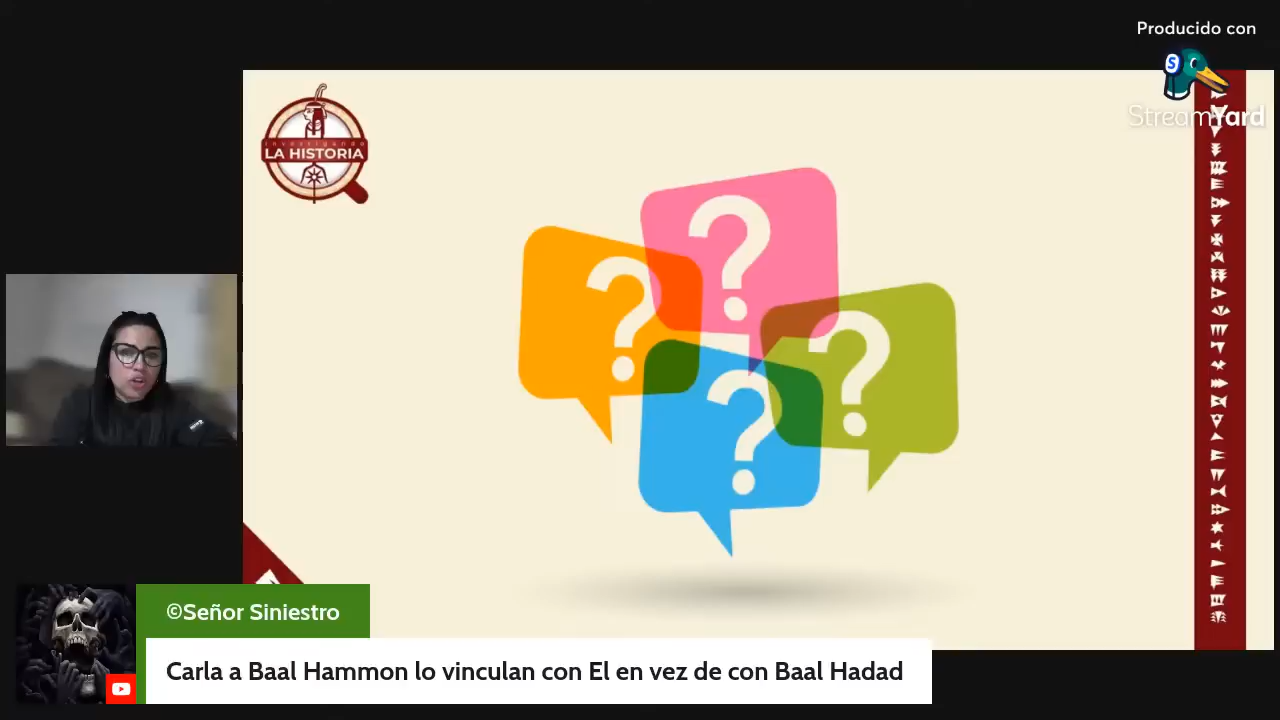 Producido con
StreamYard
Investigando
LA HISTORIA
©Señor Siniestro
Carla a Baal Hammon lo vinculan con El en vez de con Baal Hadad